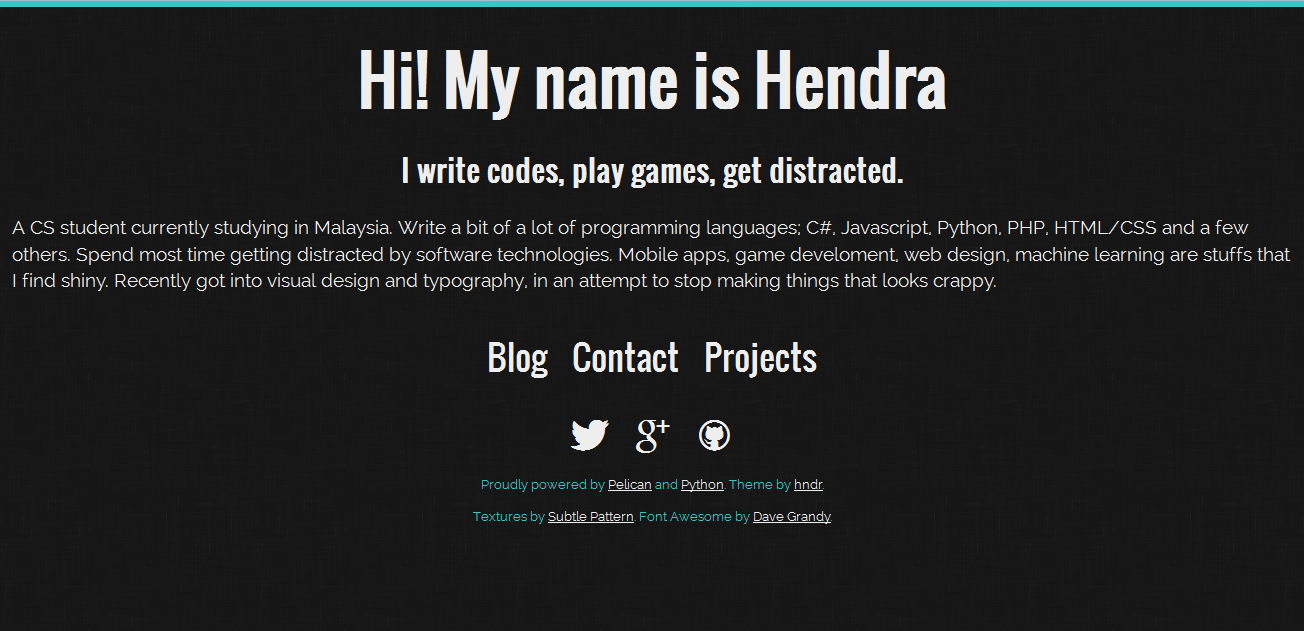 Hi! My name is Hendra
I write codes, play games, get distracted.
A CS student currently studying in Malaysia. Write a bit of a lot of programming languages; C#, Javascript, Python, PHP, HTML/CSS and a few
others. Spend most time getting distracted by software technologies. Mobile apps, game develoment, web design, machine learning are stuffs that
I find shiny. Recently got into visual design and typography, in an attempt to stop making things that looks crappy.
Blog Contact Projects
g+
Proudly powered by Pelican and Python. Theme by hndr.
Textures by Subtle Pattern. Font Awesome by Dave Grandy.